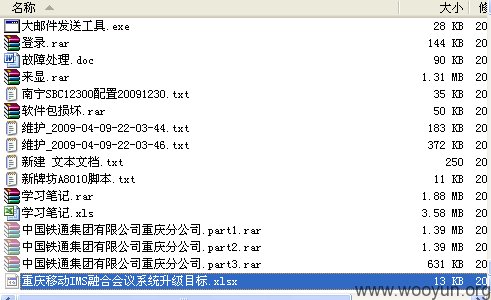 名称 大小 修
大邮件发送工具.exe 28 KB 20
登录.rar 144 KB 20
故障处理.doc 90 KB 20
来显.rar 1.31 MB 20
南宁SBC12300配置20091230.txt 35 KB 20
软件包损坏.rar 50 KB 20
维护_2009-04-09-22-03-44.txt 183 KB 20
维护_2009-04-09-22-03-46.txt 372 KB 20
新建 文本文档.txt 250 20
新牌坊A8010脚本.txt 11 KB 20
学习笔记.rar 1.88 MB 20
学习笔记.xls 3.58 MB 20
中国铁通集团有限公司重庆分公司.part1.rar 1.39 MB 20
中国铁通集团有限公司重庆分公司.part2.rar 1.39 MB 20
中国铁通集团有限公司重庆分公司.part3.rar 631 KB 20
重庆移动IMS融合会议系统升级目标.xlsx 13 KB 20
www.wooyun.org